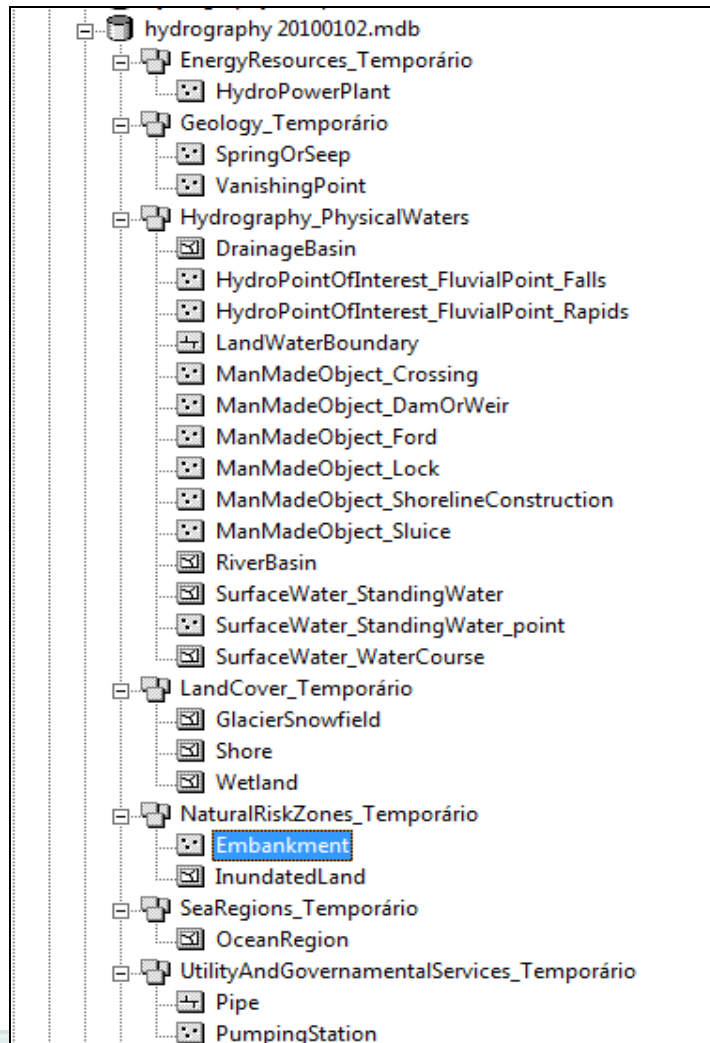 hydrography 20100102.mdb
EnergyResources_Temporário
HydroPowerPlant
Geology_Temporário
SpringOrSeep
VanishingPoint
Hydrography_PhysicalWaters
DrainageBasin
HydroPointOfInterest_FluvialPoint_Falls
HydroPointOfInterest_FluvialPoint_Rapids
LandWaterBoundary
ManMadeObject_Crossing
ManMadeObject_DamOrWeir
ManMadeObject_Ford
ManMadeObject_Lock
ManMadeObject_ShorelineConstruction
ManMadeObject_Sluice
RiverBasin
SurfaceWater_StandingWater
SurfaceWater_StandingWater_point
SurfaceWater_WaterCourse
LandCover_Temporário
GlacierSnowfield
Shore
Wetland
NaturalRiskZones_Temporário
Embankment
InundatedLand
SeaRegions_Temporário
OceanRegion
UtilityAndGovernamentalServices_Temporário
Pipe
PumpingStation